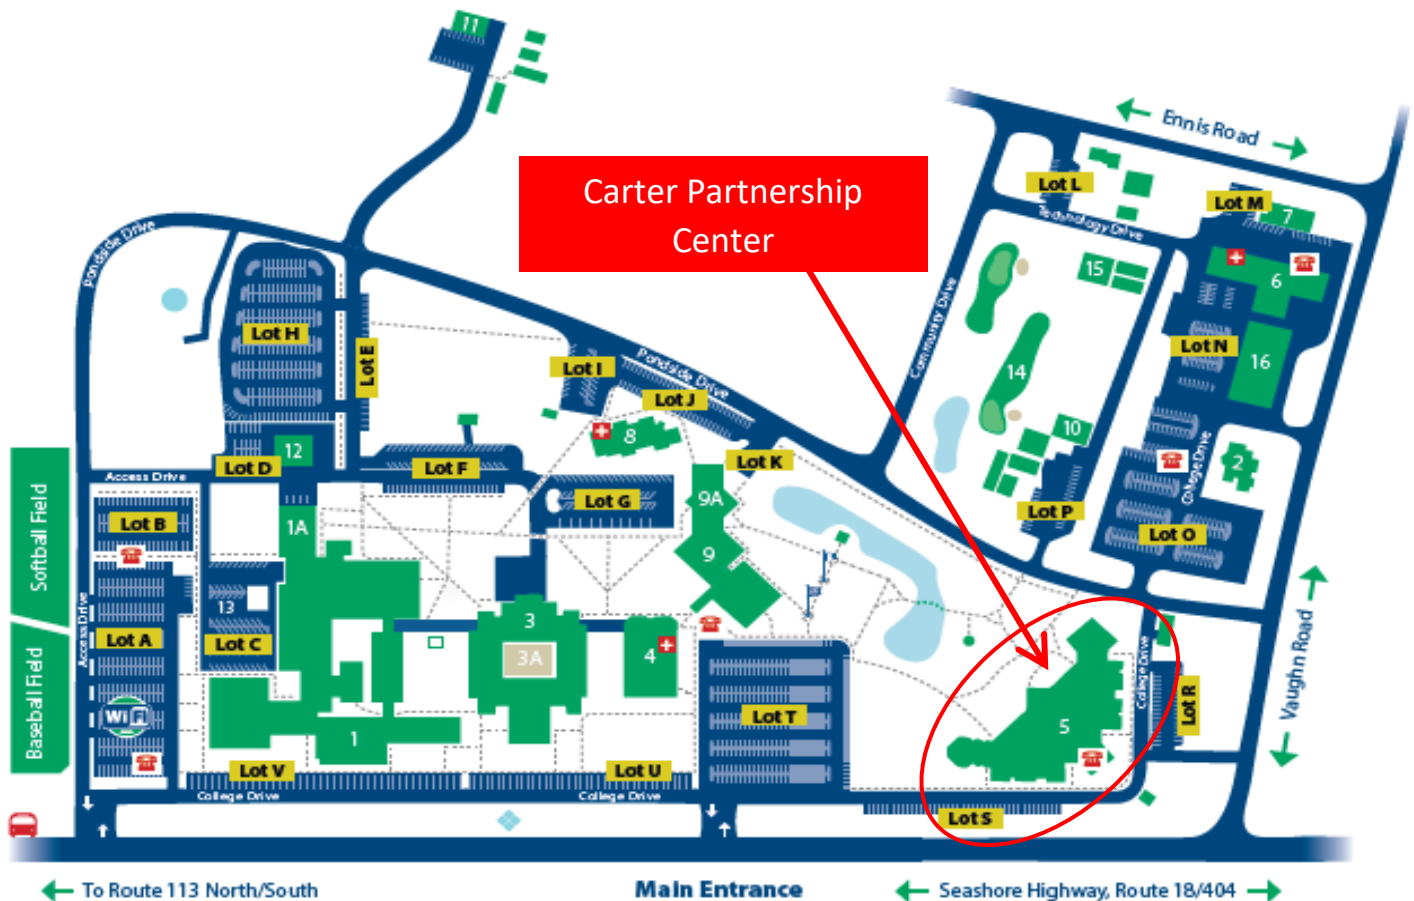 11
Ennis Road
Carter Partnership
Center
Lot L
Lot M
7
Technology Drive
Pondside Drive
15
6
Lot H
Lot E
Community Drive
Lot N
16
Lot I
Pondside Drive
14
Lot J
8
10
12
Lot D
Lot F
Lot K
College Drive
2
Access Drive
Softball Field
Lot B
1A
Lot G
9A
Lot P
Lot O
9
13
Access Drive
Lot A
Lot C
3
3A
4
Baseball Field
Wi
Lot T
5
College Drive
Lot R
Vaughn Road
1
Lot V
Lot U
College Drive
College Drive
Lot S
To Route 113 North/South
Main Entrance
Seashore Highway, Route 18/404